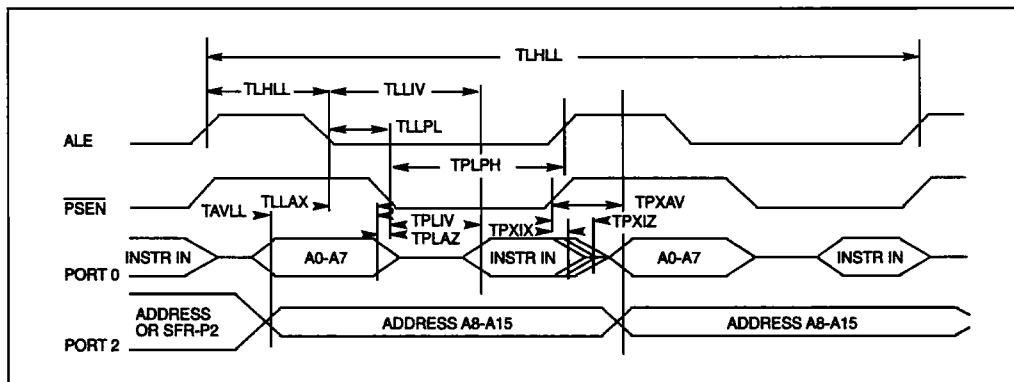 TLHLL
TLHLL TLLIV
TLLPL
ALE
TPLPH
PSEN
TLLAX
TPXAV
TAVLL
TPLIV
TPXIZ
TPLAZ
TPXIX
INSTR IN A0-A7 INSTR IN A0-A7 INSTR IN
PORT 0
ADDRESS
OR SFR-P2
ADDRESS A8-A15 ADDRESS A8-A15
PORT 2